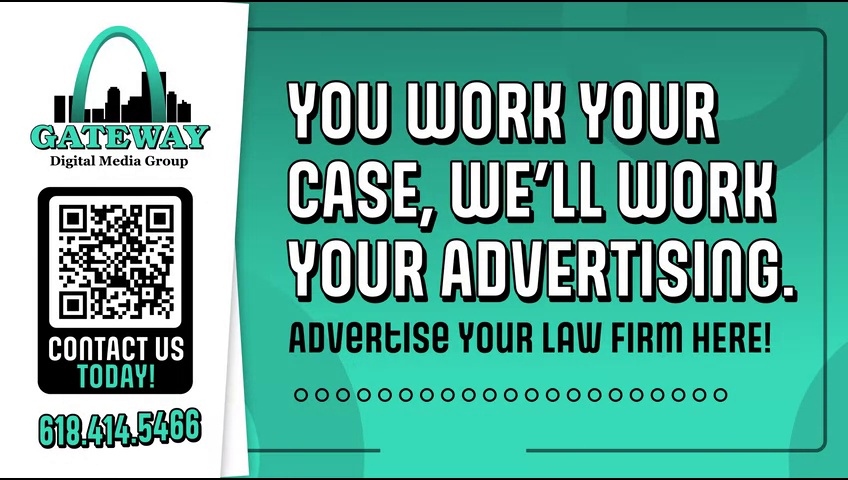 GATEWAY
Digital Media Group
CONTACT US
TODAY!
618.414.5466
YOU WORK YOUR
CASE, WE'LL WORK
YOUR ADVERTISING.
ADVERTISE YOUR LAW FIRM HERE!